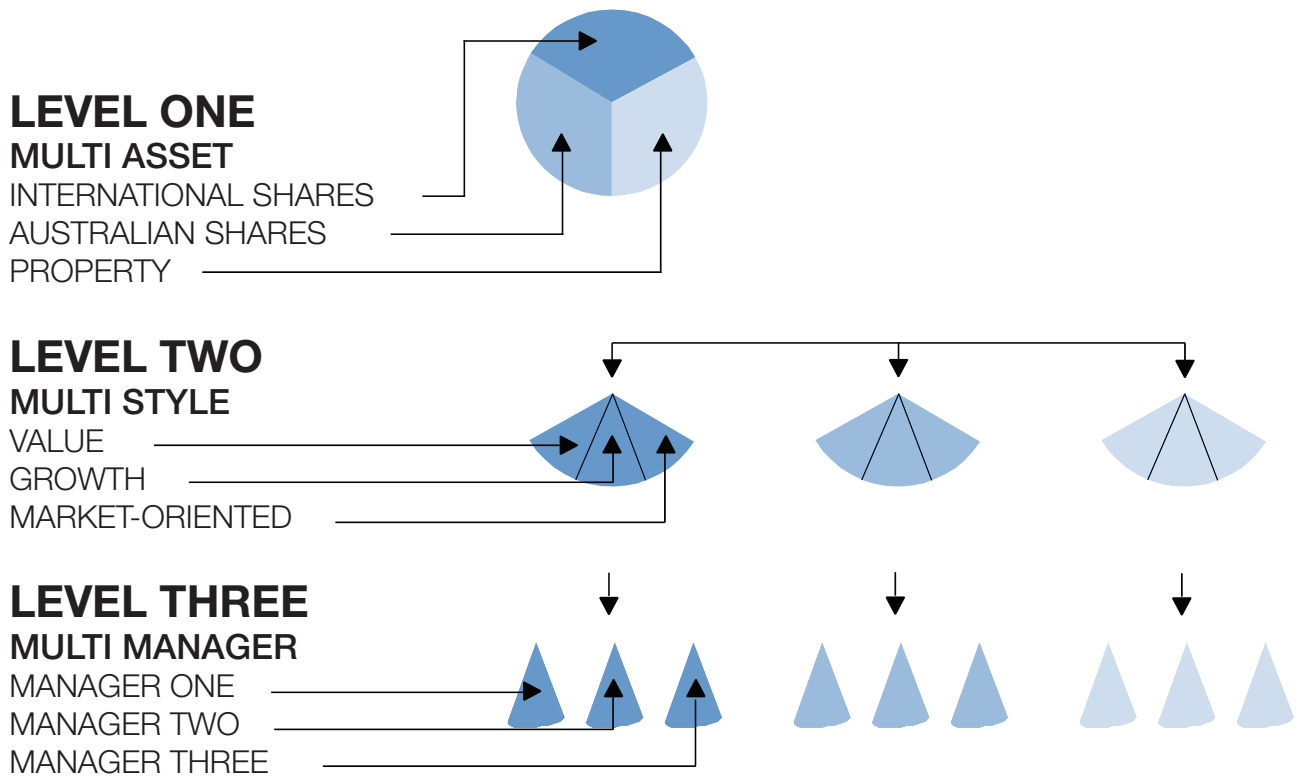 LEVEL ONE
MULTI ASSET
INTERNATIONAL SHARES
AUSTRALIAN SHARES
PROPERTY
LEVEL TWO
MULTI STYLE
VALUE
GROWTH
MARKET-ORIENTED
LEVEL THREE
MULTI MANAGER
MANAGER ONE
MANAGER TWO
MANAGER THREE